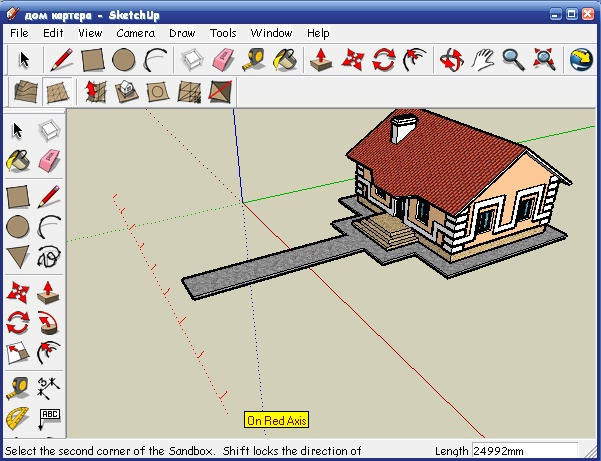 дом картера - SketchUp
File Edit View Camera Draw Tools Window Help
ABC
On Red Axis
Select the second corner of the Sandbox. Shift locks the direction of
Length 24992mm